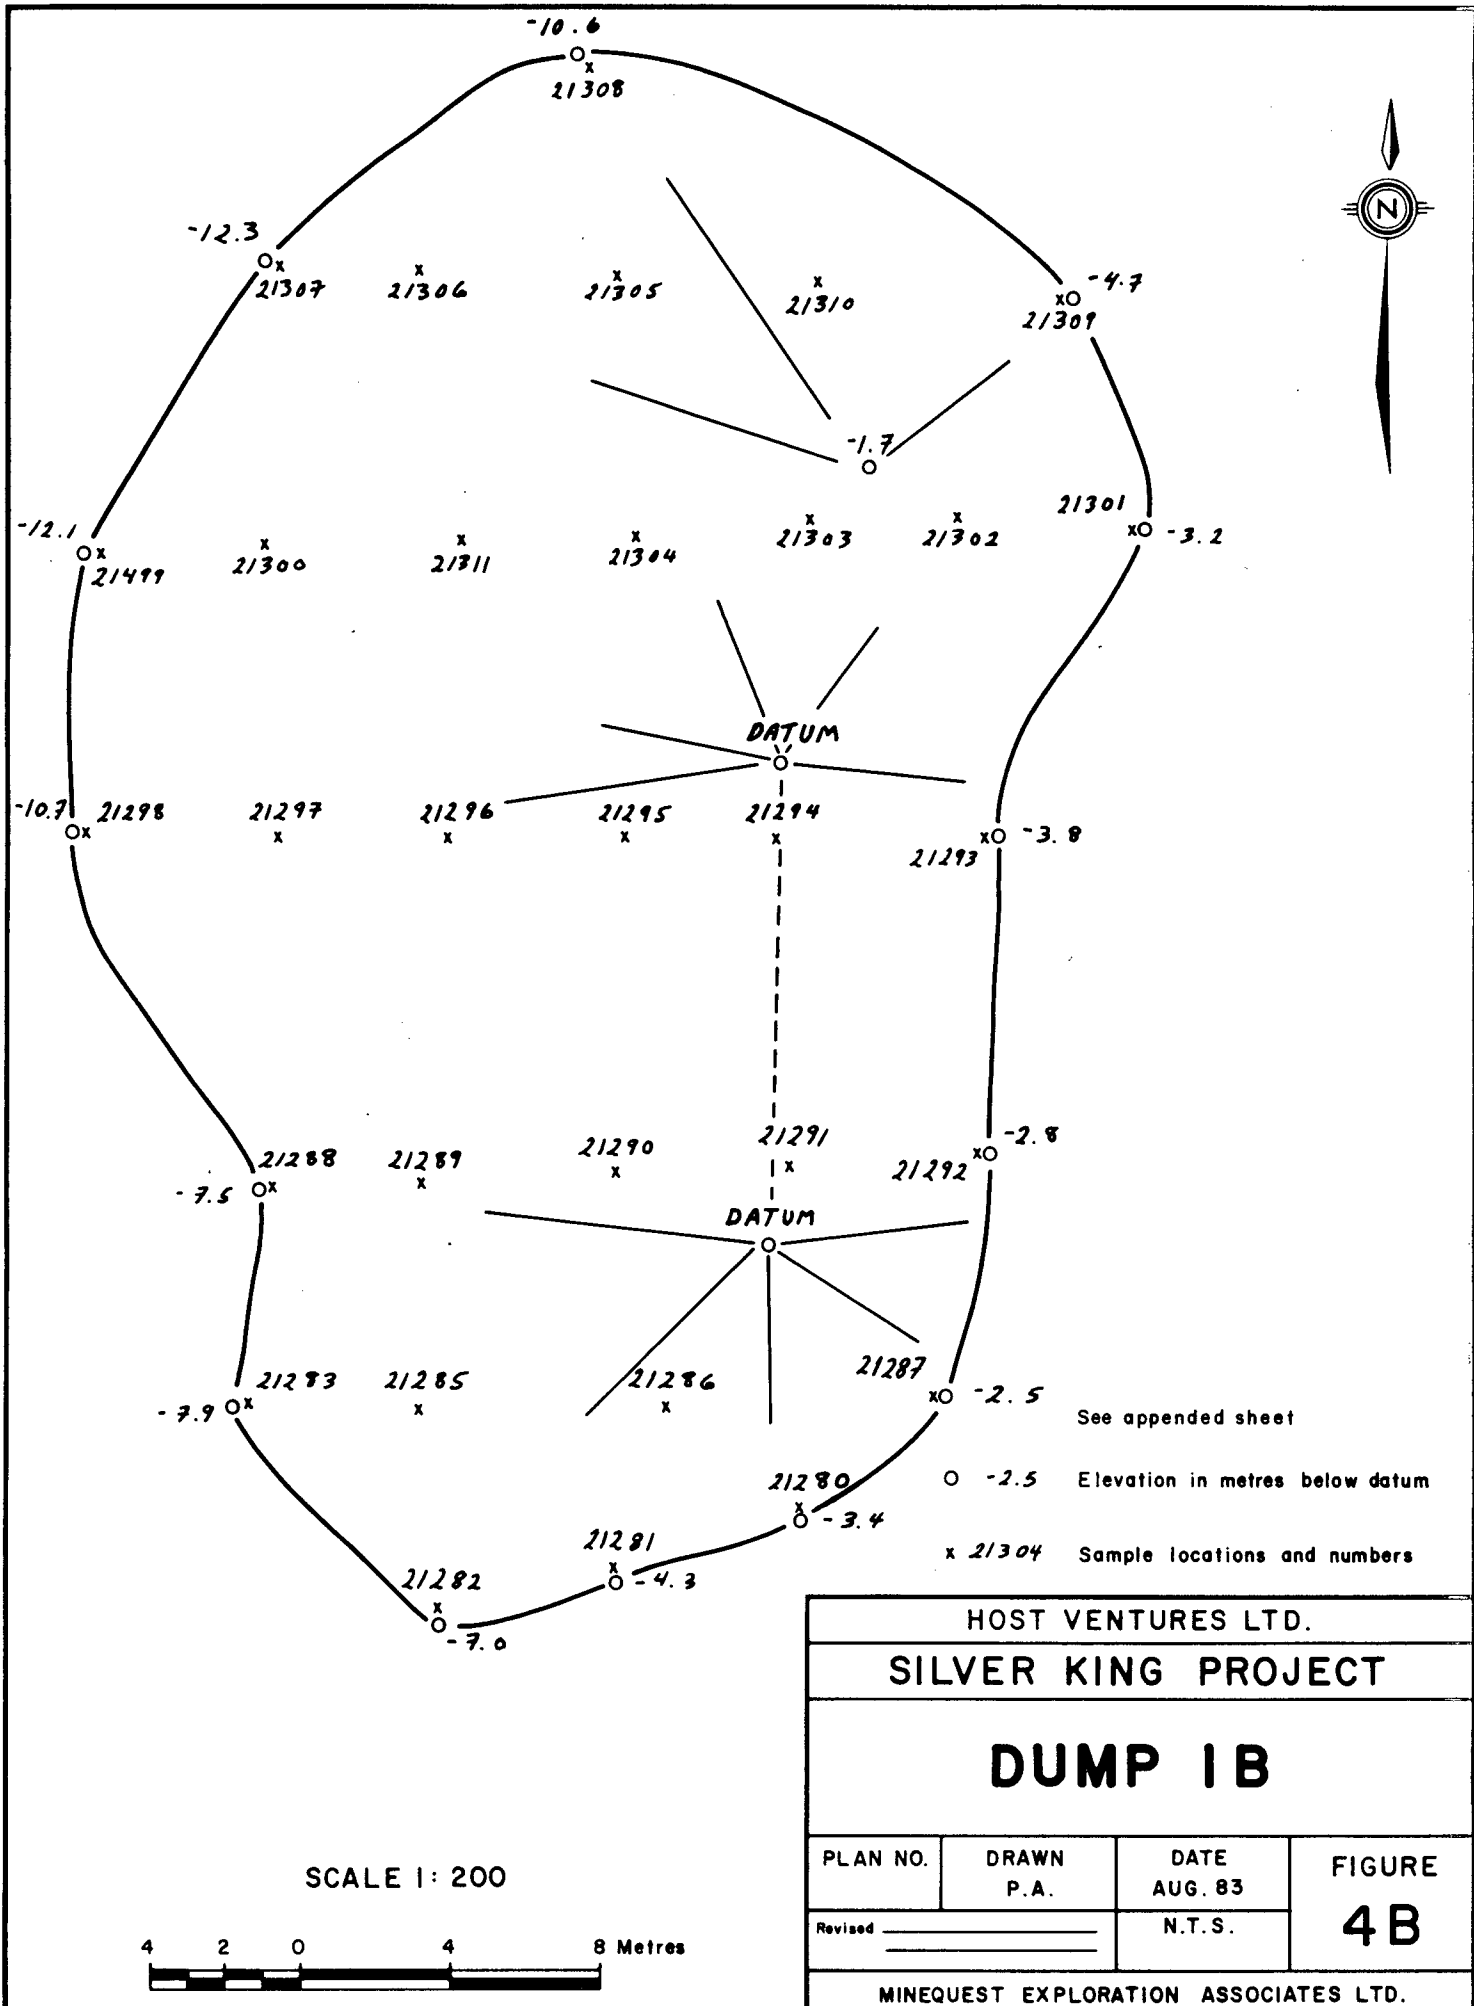 -10.6
21308
N
-12.3
21307
21306
21305
21310
-4.7
21309
-1.7
21301
-3.2
-12.1
21499
21300
21311
21304
21303
21302
DATUM
-10.7
21298
21297
21296
21295
21294
21293
-3.8
21288
21289
21290
21291
-2.8
21292
-7.5
DATUM
21283
21285
21286
21287
-7.9
-2.5
See appended sheet
21280
-3.4
-2.5 Elevation in metres below datum
21281
-4.3
x 21304 Sample locations and numbers
21282
-7.0
HOST VENTURES LTD.
SILVER KING PROJECT
DUMP 1B
PLAN NO.
DRAWN
P.A.
DATE
AUG. 83
FIGURE
4B
Revised
N.T.S.
MINEQUEST EXPLORATION ASSOCIATES LTD.
SCALE 1: 200
4 2 0 4 8 Metres